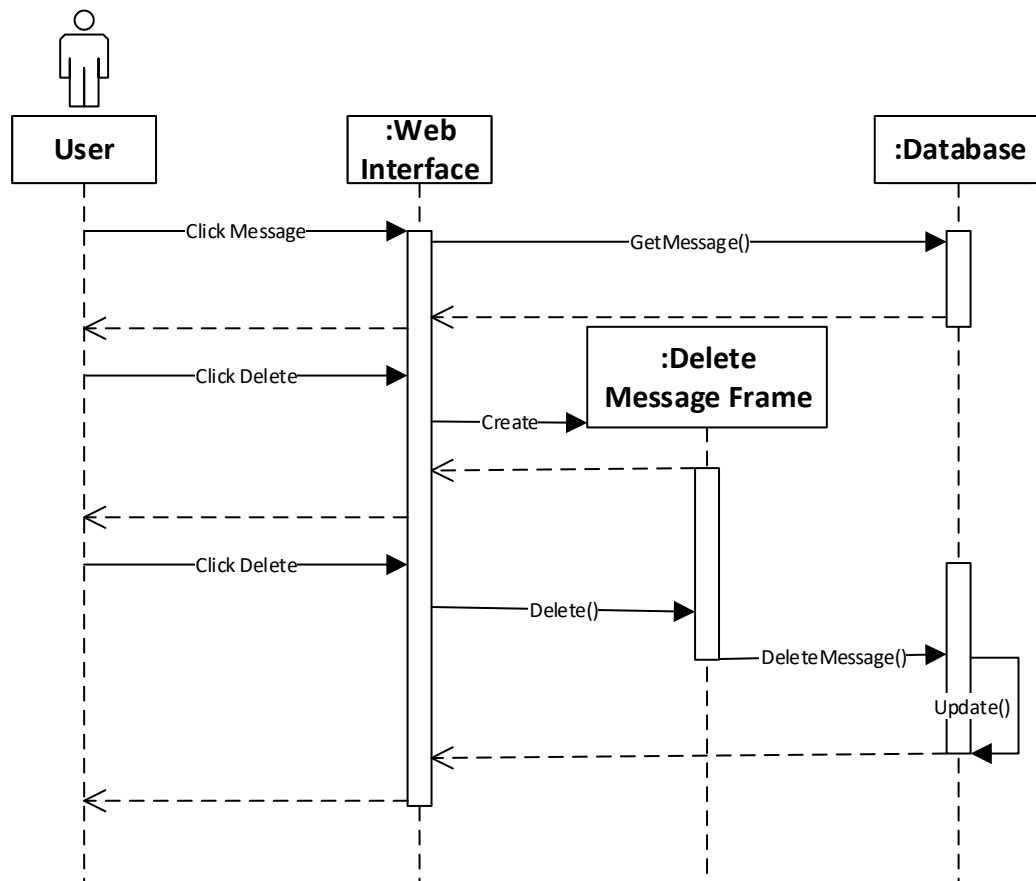 User
:Web
Interface
:Database
Click Message
GetMessage()
:Delete
Message Frame
Click Delete
Create
Click Delete
Delete()
DeleteMessage()
Update()